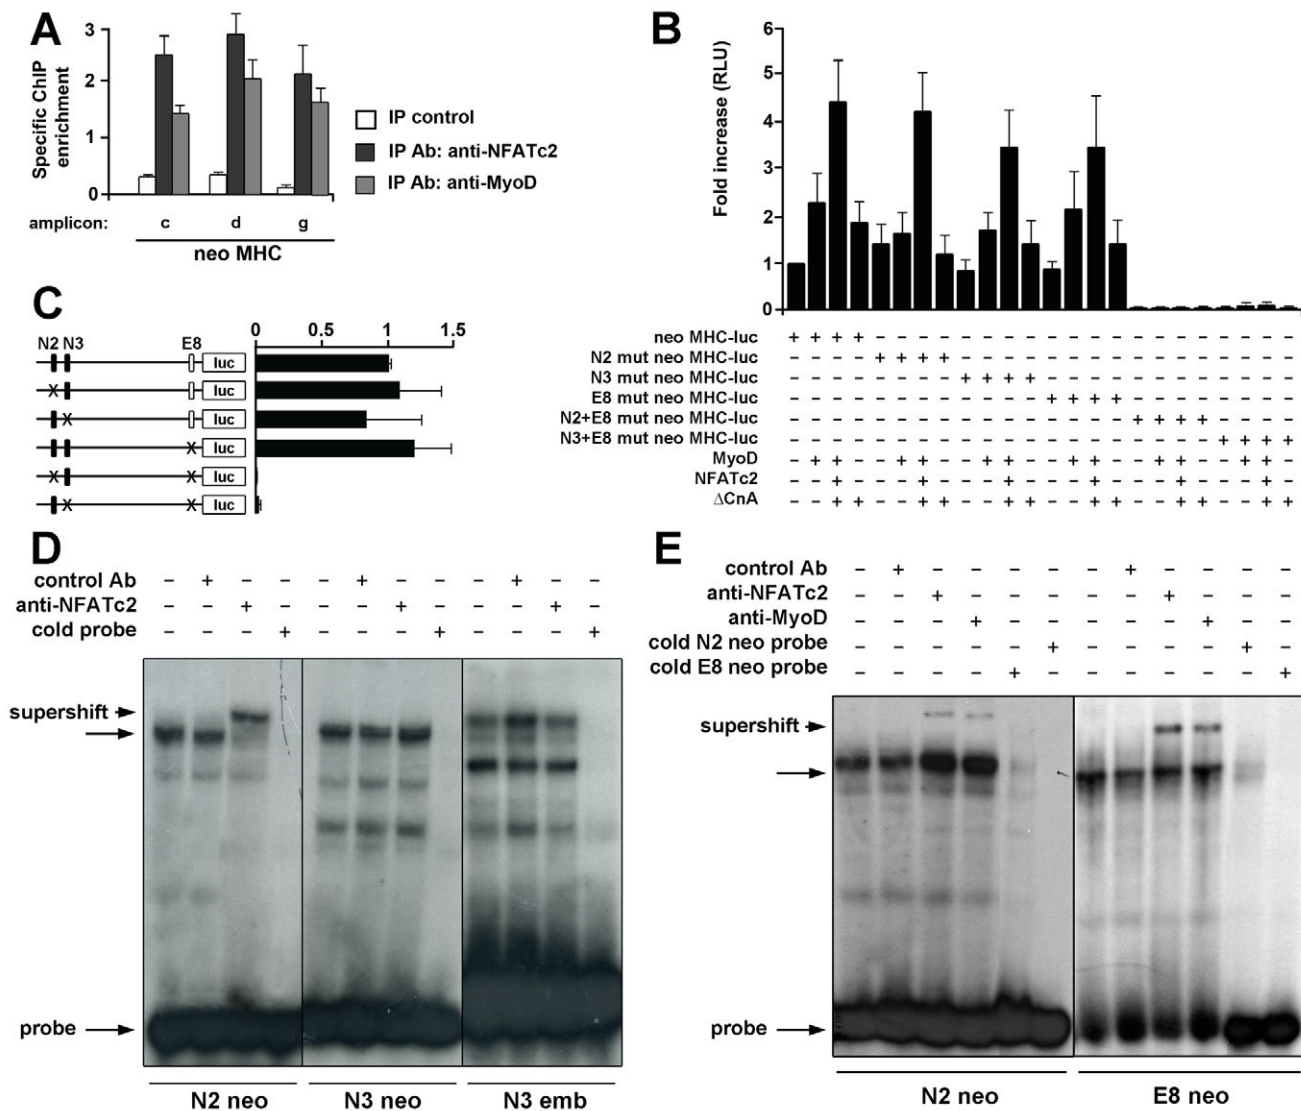 A
3
2
1
0
Specific ChIP
enrichment
amplicon: c d g
neo MHC
IP control
IP Ab: anti-NFATc2
IP Ab: anti-MyoD
B
6
5
4
3
2
1
0
Fold increase (RLU)
neo MHC-luc + + + + - - - - - - - - - - - - - - - - - - - -
N2 mut neo MHC-luc - - - - + + + + - - - - - - - - - - - - - - - -
N3 mut neo MHC-luc - - - - - - - - + + + + - - - - - - - - - - - -
E8 mut neo MHC-luc - - - - - - - - - - - - + + + + - - - - - - - -
N2+E8 mut neo MHC-luc - - - - - - - - - - - - - - - - + + + + - - - -
N3+E8 mut neo MHC-luc - - - - - - - - - - - - - - - - - - - - + + + +
MyoD - + + - - + + - - + + - - + + - - + + - - + + -
NFATc2 - - + - - - + - - - + - - - + - - - + - - - + -
ΔCnA - - + + - - + + - - + + - - + + - - + + - - + +
C
0 0.5 1 1.5
N2 N3 E8
luc
X luc
X luc
X luc
X X luc
X X luc
D
control Ab - + - - - + - - - + - -
anti-NFATc2 - - + - - - + - - - + -
cold probe - - - + - - - + - - - +
supershift
probe
N2 neo N3 neo N3 emb
E
control Ab - + - - - - - + - - - -
anti-NFATc2 - - + - - - - - + - - -
anti-MyoD - - - + - - - - - + - -
cold N2 neo probe - - - - - + - - - - + -
cold E8 neo probe - - - - + - - - - - - +
supershift
probe
N2 neo E8 neo